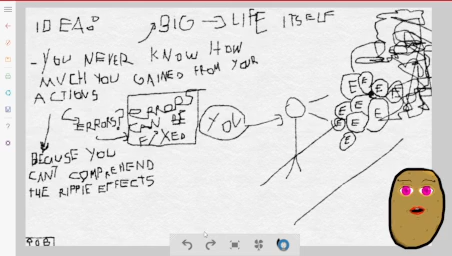 IDEA: BIG → LIFE ITSELF
- YOU NEVER KNOW HOW
MUCH YOU GAINED FROM YOUR
ACTIONS
ERRORS?
ERRORS
CAN BE
FIXED
YOU
BECAUSE YOU
CANT COMPREHEND
THE RIPPLE EFFECTS
E E
E E E
E E
E